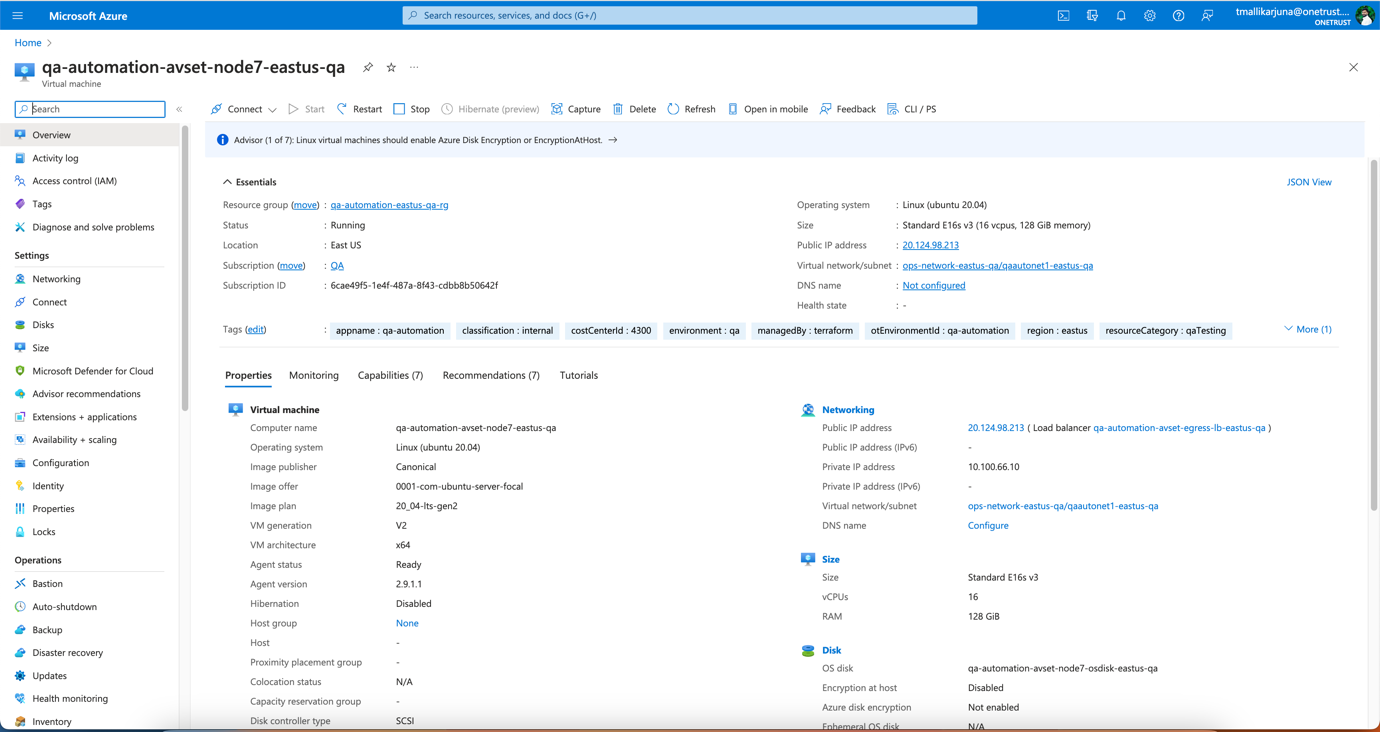 Microsoft Azure
Search resources, services, and docs (G+/)
tmallikarjuna@onetrust....
ONETRUST
Home
qa-automation-avset-node7-eastus-qa
Virtual machine
Search
Connect
Start
Restart
Stop
Hibernate (preview)
Capture
Delete
Refresh
Open in mobile
Feedback
CLI / PS
Overview
Activity log
Access control (IAM)
Tags
Diagnose and solve problems
Settings
Networking
Connect
Disks
Size
Microsoft Defender for Cloud
Advisor recommendations
Extensions + applications
Availability + scaling
Configuration
Identity
Properties
Locks
Operations
Bastion
Auto-shutdown
Backup
Disaster recovery
Updates
Health monitoring
Inventory
Advisor (1 of 7): Linux virtual machines should enable Azure Disk Encryption or EncryptionAtHost.
Essentials
JSON View
Resource group (move) : qa-automation-eastus-qa-rg
Status : Running
Location : East US
Subscription (move) : QA
Subscription ID : 6cae49f5-1e4f-487a-8f43-cdbb8b50642f
Operating system : Linux (ubuntu 20.04)
Size : Standard E16s v3 (16 vcpus, 128 GiB memory)
Public IP address : 20.124.98.213
Virtual network/subnet : ops-network-eastus-qa/qaautonet1-eastus-qa
DNS name : Not configured
Health state : -
Tags (edit) : appname : qa-automation classification : internal costCenterId : 4300 environment : qa managedBy : terraform otEnvironmentId : qa-automation region : eastus resourceCategory : qaTesting More (1)
Properties
Monitoring
Capabilities (7)
Recommendations (7)
Tutorials
Virtual machine
Computer name qa-automation-avset-node7-eastus-qa
Operating system Linux (ubuntu 20.04)
Image publisher Canonical
Image offer 0001-com-ubuntu-server-focal
Image plan 20_04-lts-gen2
VM generation V2
VM architecture x64
Agent status Ready
Agent version 2.9.1.1
Hibernation Disabled
Host group None
Host -
Proximity placement group -
Colocation status N/A
Capacity reservation group -
Disk controller type SCSI
Networking
Public IP address 20.124.98.213 ( Load balancer qa-automation-avset-egress-lb-eastus-qa )
Public IP address (IPv6) -
Private IP address 10.100.66.10
Private IP address (IPv6) -
Virtual network/subnet ops-network-eastus-qa/qaautonet1-eastus-qa
DNS name Configure
Size
Size Standard E16s v3
vCPUs 16
RAM 128 GiB
Disk
OS disk qa-automation-avset-node7-osdisk-eastus-qa
Encryption at host Disabled
Azure disk encryption Not enabled
Ephemeral OS disk N/A